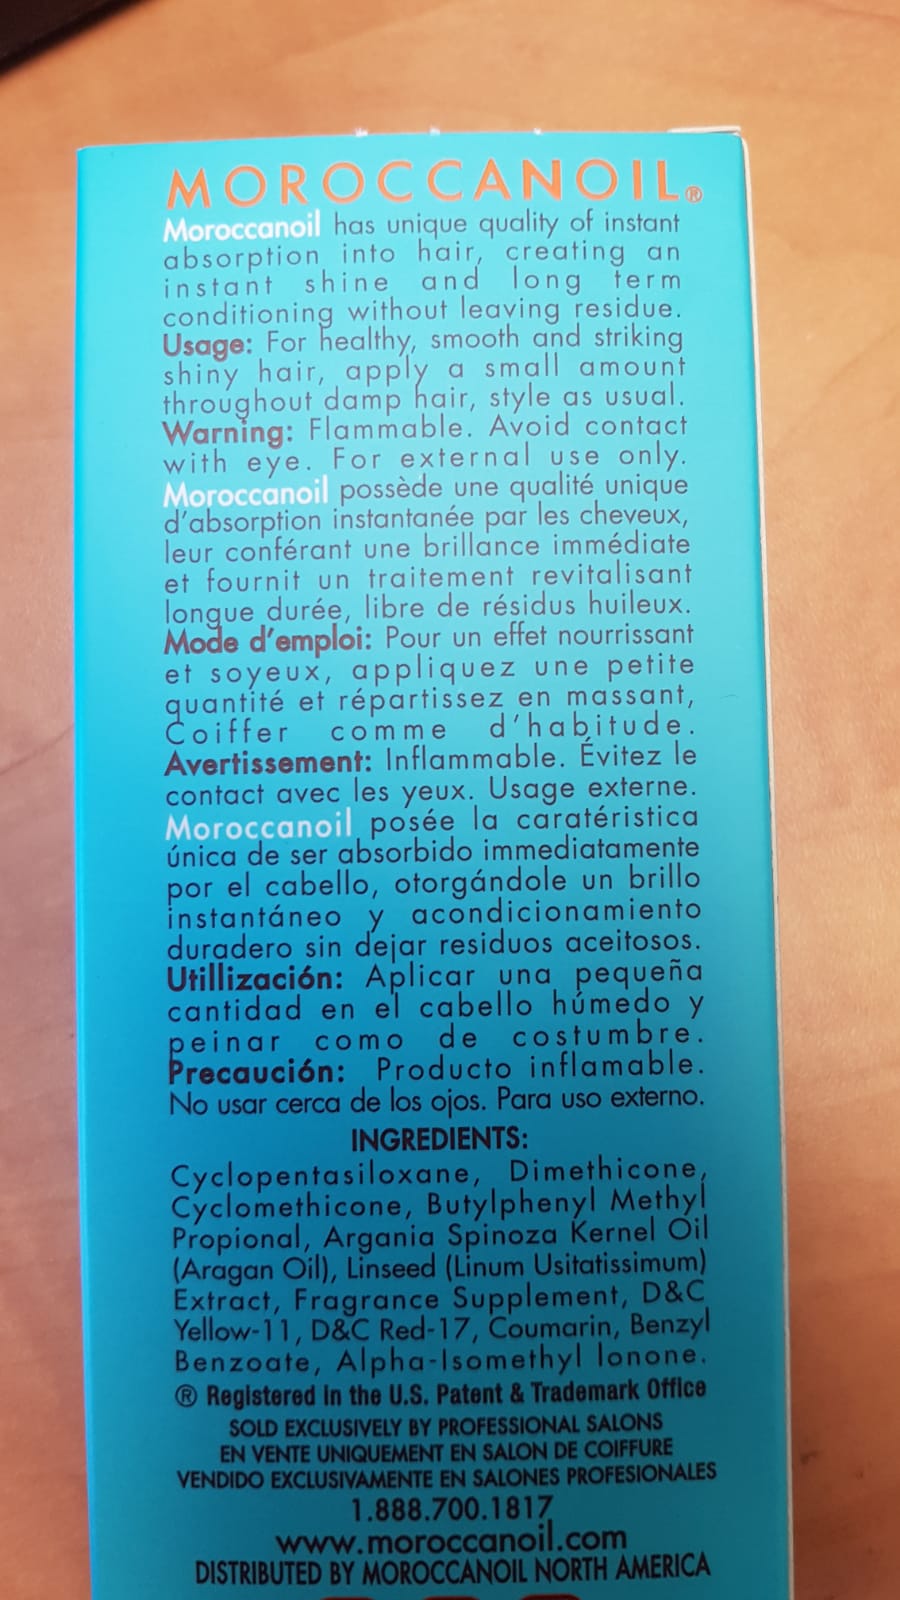 MOROCCANOIL®
Moroccanoil has unique quality of instant
absorption into hair, creating an
instant shine and long term
conditioning without leaving residue.
Usage: For healthy, smooth and striking
shiny hair, apply a small amount
throughout damp hair, style as usual.
Warning: Flammable. Avoid contact
with eye. For external use only.
Moroccanoil possède une qualité unique
d'absorption instantanée par les cheveux,
leur conférant une brillance immédiate
et fournit un traitement revitalisant
longue durée, libre de résidus huileux.
Mode d'emploi: Pour un effet nourrissant
et soyeux, appliquez une petite
quantité et répartissez en massant,
Coiffer comme d'habitude.
Avertissement: Inflammable. Évitez le
contact avec les yeux. Usage externe.
Moroccanoil posée la caratéristica
única de ser absorbido immediatamente
por el cabello, otorgándole un brillo
instantáneo y acondicionamiento
duradero sin dejar residuos aceitosos.
Utillización: Aplicar una pequeña
cantidad en el cabello húmedo y
peinar como de costumbre.
Precaución: Producto inflamable.
No usar cerca de los ojos. Para uso externo.
INGREDIENTS:
Cyclopentasiloxane, Dimethicone,
Cyclomethicone, Butylphenyl Methyl
Propional, Argania Spinoza Kernel Oil
(Aragan Oil), Linseed (Linum Usitatissimum)
Extract, Fragrance Supplement, D&C
Yellow-11, D&C Red-17, Coumarin, Benzyl
Benzoate, Alpha-Isomethyl Ionone.
® Registered in the U.S. Patent & Trademark Office
SOLD EXCLUSIVELY BY PROFESSIONAL SALONS
EN VENTE UNIQUEMENT EN SALON DE COIFFURE
VENDIDO EXCLUSIVAMENTE EN SALONES PROFESIONALES
1.888.700.1817
www.moroccanoil.com
DISTRIBUTED BY MOROCCANOIL NORTH AMERICA